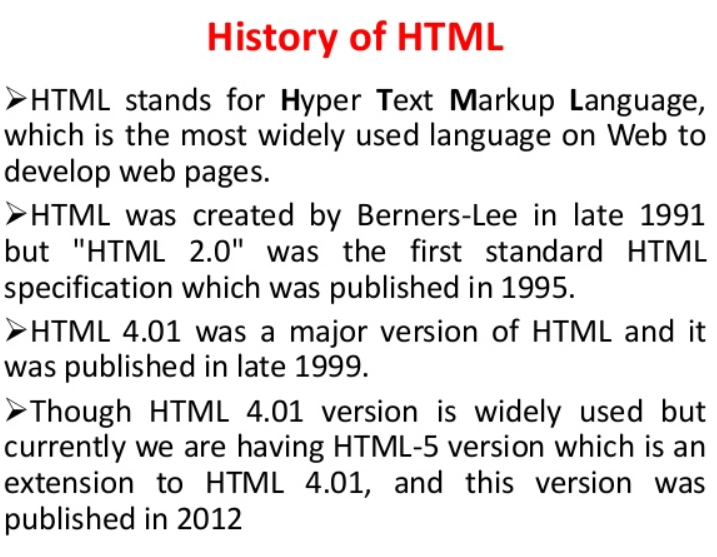 History of HTML
➢HTML stands for Hyper Text Markup Language,
which is the most widely used language on Web to
develop web pages.
➢HTML was created by Berners-Lee in late 1991
but "HTML 2.0" was the first standard HTML
specification which was published in 1995.
➢HTML 4.01 was a major version of HTML and it
was published in late 1999.
➢Though HTML 4.01 version is widely used but
currently we are having HTML-5 version which is an
extension to HTML 4.01, and this version was
published in 2012